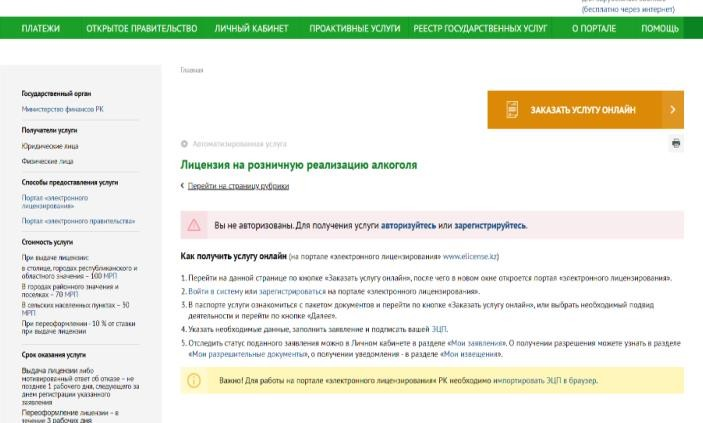 (бесплатно через интернет)
ПЛАТЕЖИ ОТКРЫТОЕ ПРАВИТЕЛЬСТВО ЛИЧНЫЙ КАБИНЕТ ПРОАКТИВНЫЕ УСЛУГИ РЕЕСТР ГОСУДАРСТВЕННЫХ УСЛУГ О ПОРТАЛЕ ПОМОЩЬ
Государственный орган
Министерство финансов РК
Получатели услуги
Юридические лица
Физические лица
Способы предоставления услуги
Портал «электронного
лицензирования»
Портал «электронного правительства»
Стоимость услуги
При выдаче лицензии:
в столице, городах республиканского и
областного значения – 100 МРП
В городах районного значения и
поселках – 70 МРП
В сельских населенных пунктах – 30
МРП
При переоформлении - 10 % от ставки
при выдаче лицензии
Срок оказания услуги
Выдача лицензии либо
мотивированный ответ об отказе – не
позднее 1 рабочего дня, следующего за
днем регистрации указанного
заявления
Переоформление лицензии – в
течение 3 рабочих дня
Главная
ЗАКАЗАТЬ УСЛУГУ ОНЛАЙН
Автоматизированная услуга
Лицензия на розничную реализацию алкоголя
Перейти на страницу рубрики
Вы не авторизованы. Для получения услуги авторизуйтесь или зарегистрируйтесь.
Как получить услугу онлайн (на портале «электронного лицензирования» www.elicense.kz)
1. Перейти на данной странице по кнопке «Заказать услугу онлайн», после чего в новом окне откроется портал «электронного лицензирования».
2. Войти в систему или зарегистрироваться на портале «электронного лицензирования».
3. В паспорте услуги ознакомиться с пакетом документов и перейти по кнопке «Заказать услугу онлайн», или выбрать необходимый подвид
деятельности и перейти по кнопке «Далее».
4. Указать необходимые данные, заполнить заявление и подписать вашей ЭЦП.
5. Отследить статус поданного заявления можно в Личном кабинете в разделе «Мои заявления». О получении разрешения можете узнать в разделе
«Мои разрешительные документы», о получении уведомления - в разделе «Мои извещения».
Важно! Для работы на портале «электронного лицензирования» РК необходимо импортировать ЭЦП в браузер.